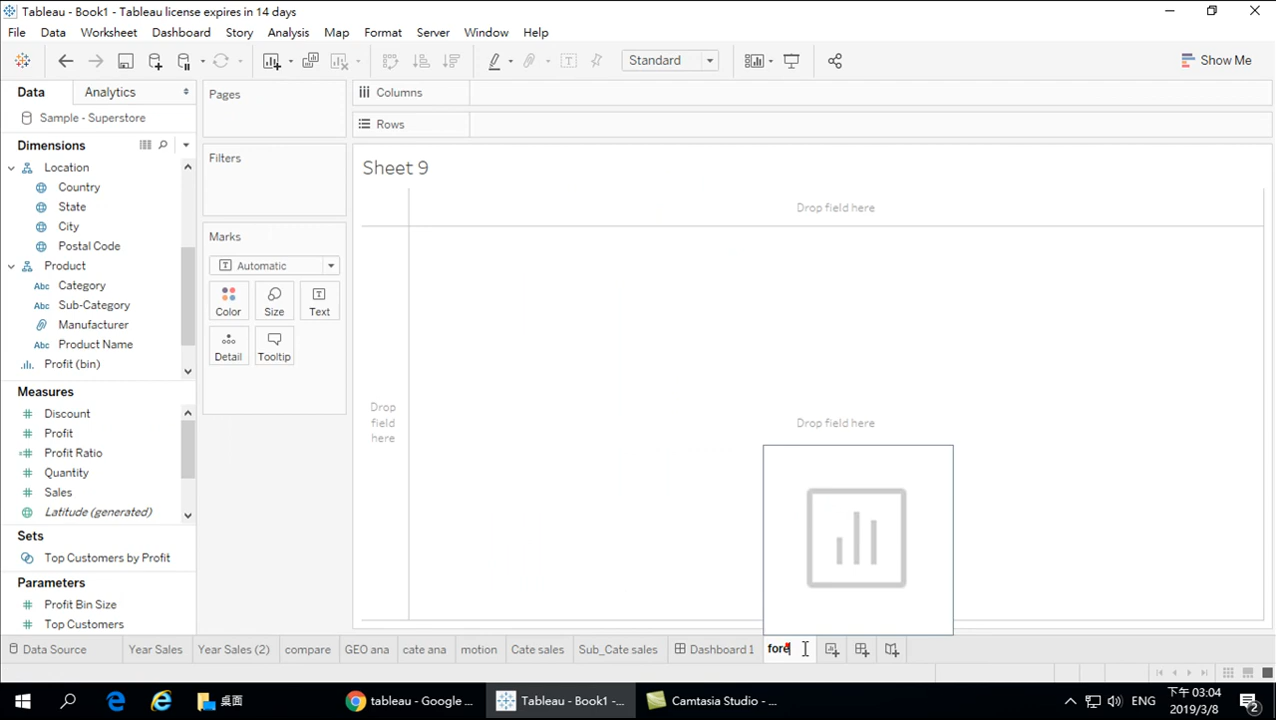 Tableau - Book1 - Tableau license expires in 14 days
File Data Worksheet Dashboard Story Analysis Map Format Server Window Help
Standard Show Me
Data Analytics Pages Columns
Sample - Superstore
Rows
Dimensions
Filters
Sheet 9
Location
Country
State
City
Postal Code
Product
Category
Sub-Category
Manufacturer
Product Name
Profit (bin)
Marks
Automatic
Color Size Text
Detail Tooltip
Drop field here
Drop
field
here
Drop field here
Measures
Discount
Profit
Profit Ratio
Quantity
Sales
Latitude (generated)
Sets
Top Customers by Profit
Parameters
Profit Bin Size
Top Customers
Data Source Year Sales Year Sales (2) compare GEO ana cate ana motion Cate sales Sub_Cate sales Dashboard 1 fore
桌面 tableau - Google ... Tableau - Book1 -... Camtasia Studio - ... ENG 下午 03:04
2019/3/8 2